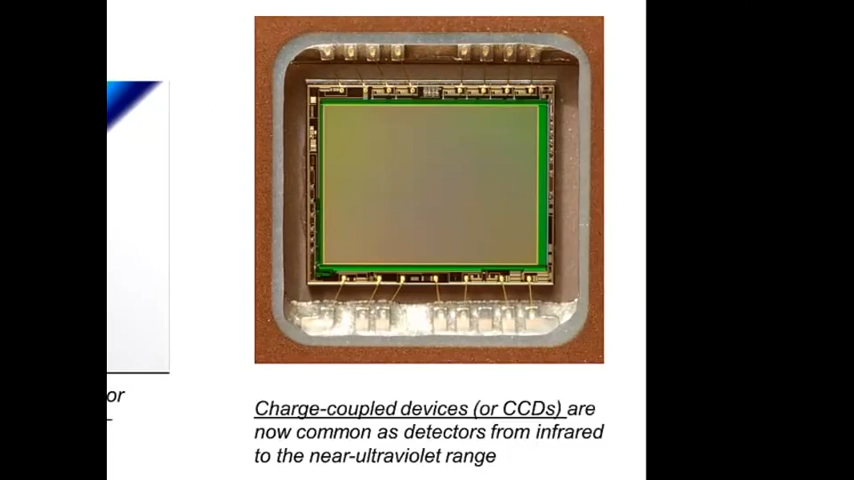 or
Charge-coupled devices (or CCDs) are
now common as detectors from infrared
to the near-ultraviolet range